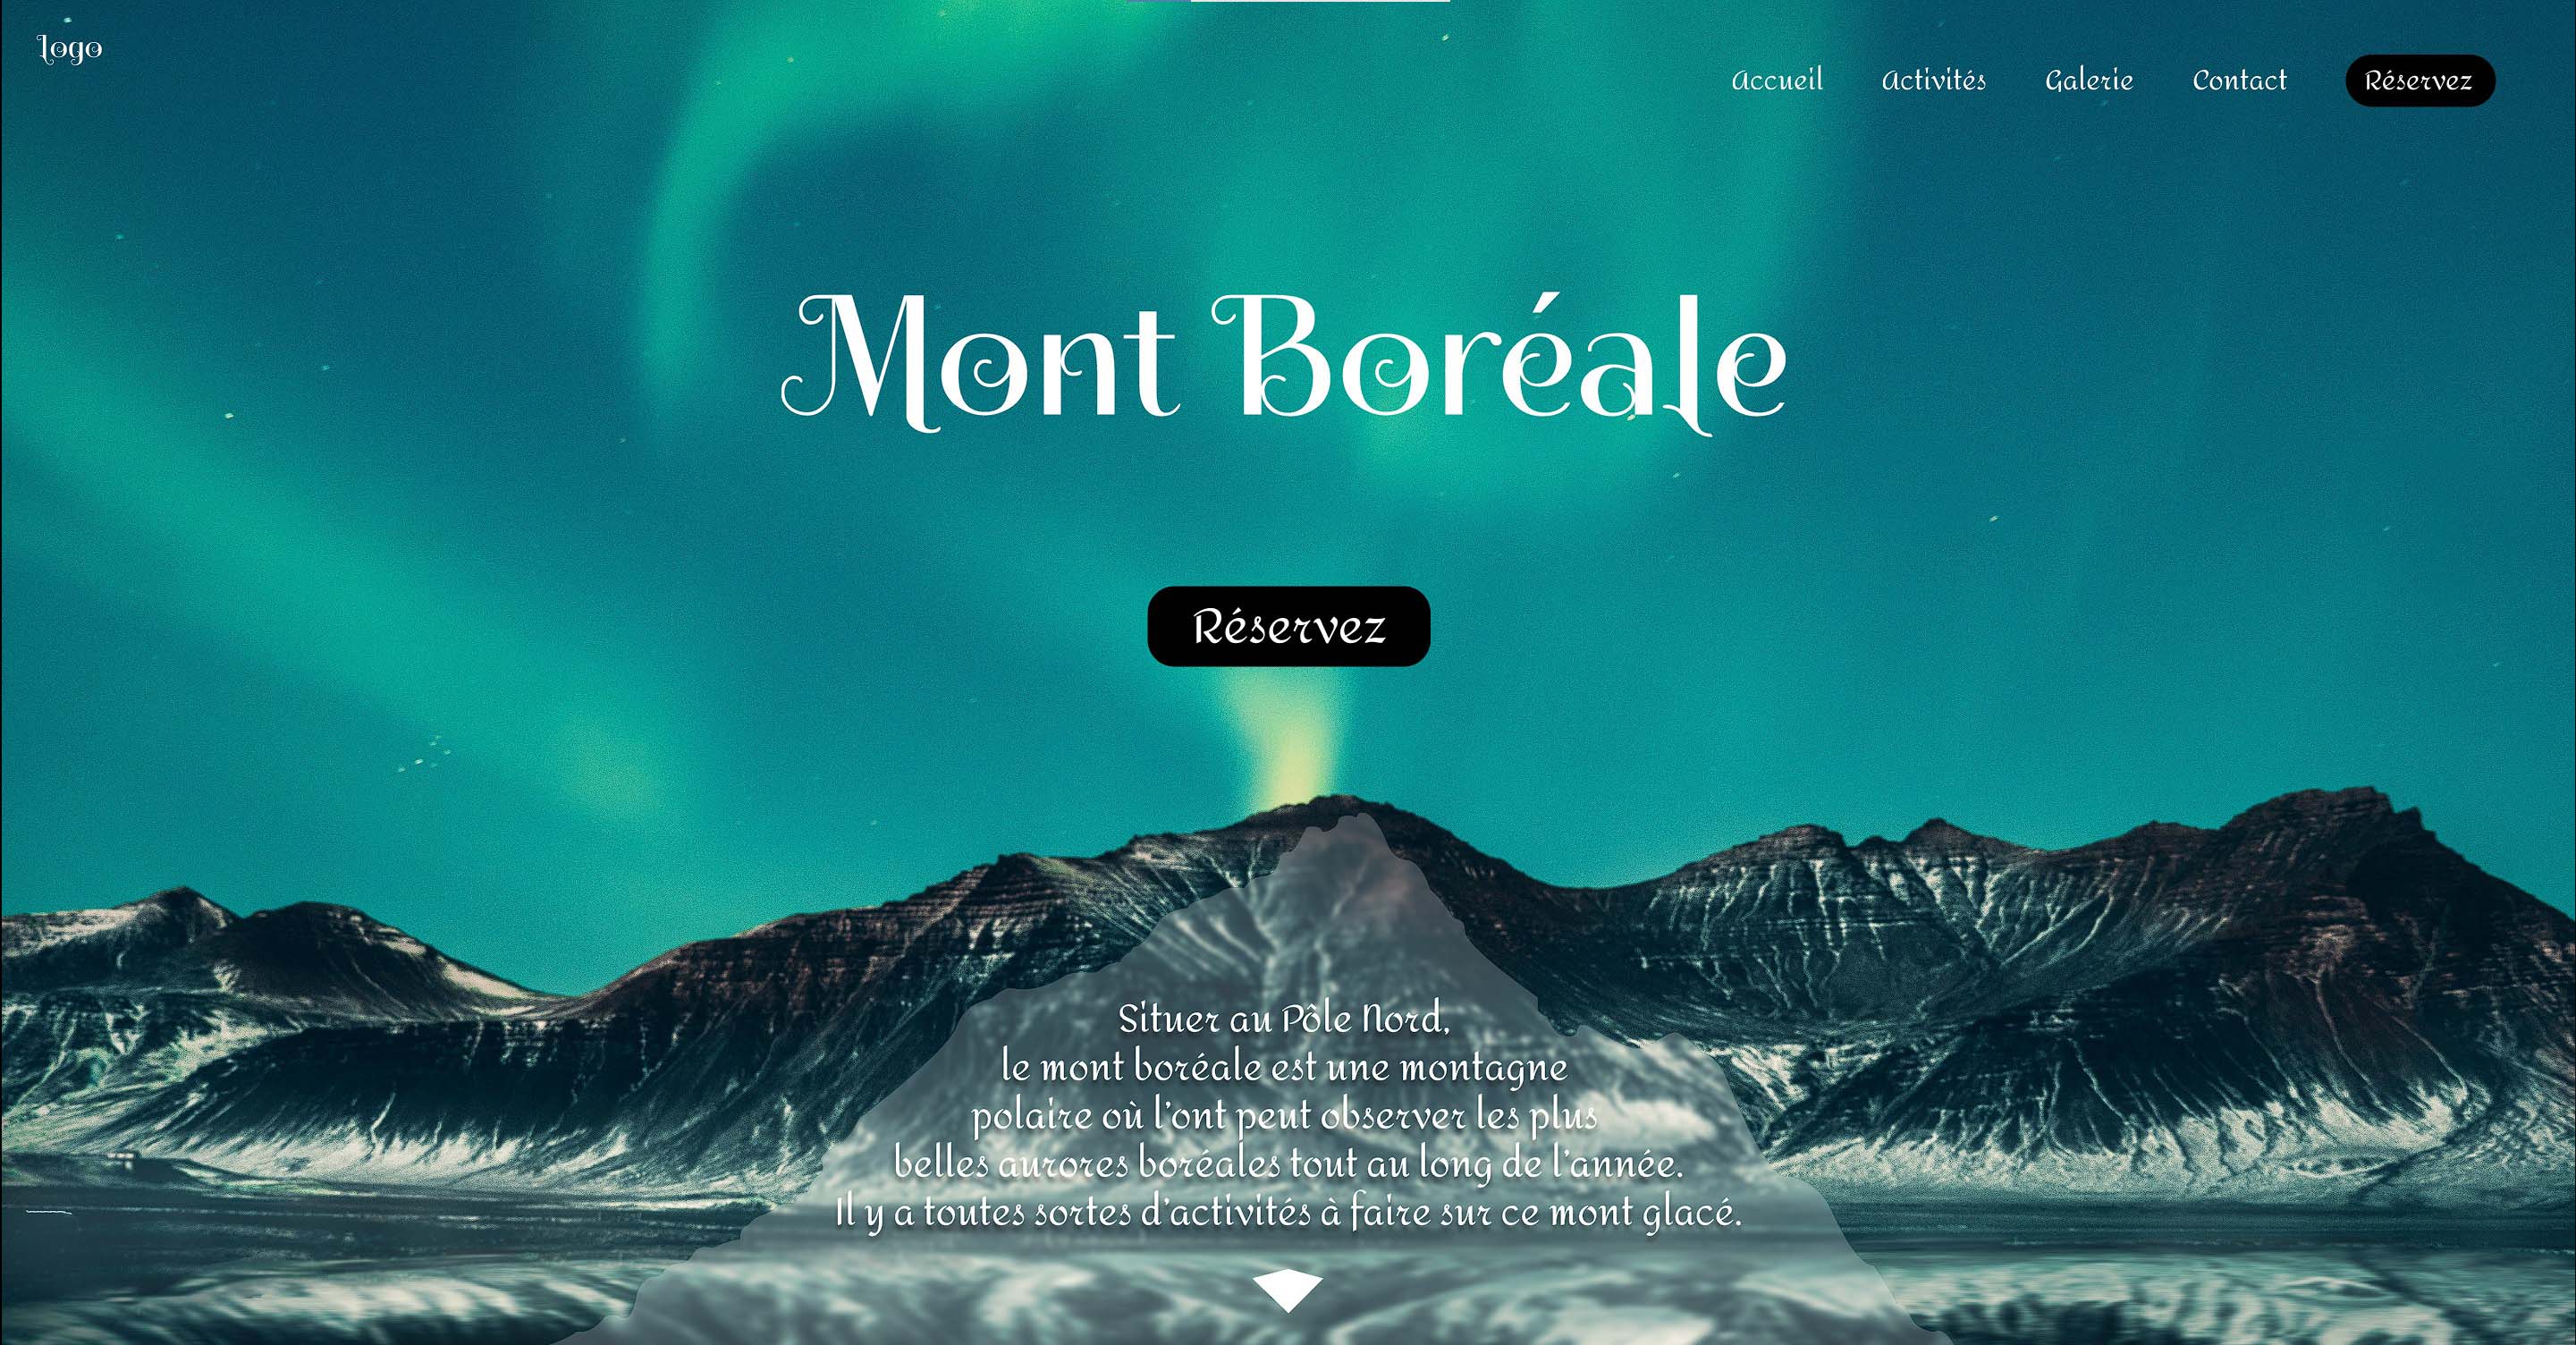 logo
Accueil Activités Galerie Contact Réservez
Mont Boréale
Réservez
Situer au Pôle Nord,
le mont boréale est une montagne
polaire où l'ont peut observer les plus
belles aurores boréales tout au long de l'année.
Il y a toutes sortes d'activités à faire sur ce mont glacé.